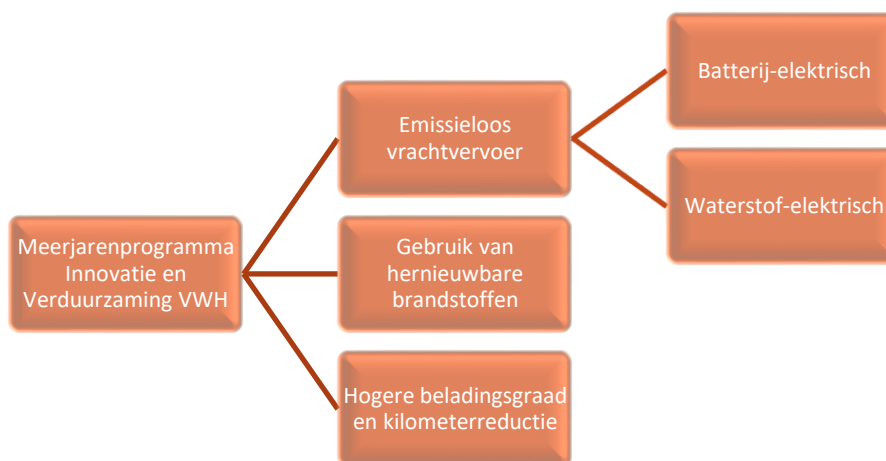 Meerjarenprogramma
Innovatie en
Verduurzaming VWH
Emissieloos
vrachtvervoer
Batterij-elektrisch
Waterstof-elektrisch
Gebruik van
hernieuwbare
brandstoffen
Hogere beladingsgraad
en kilometerreductie